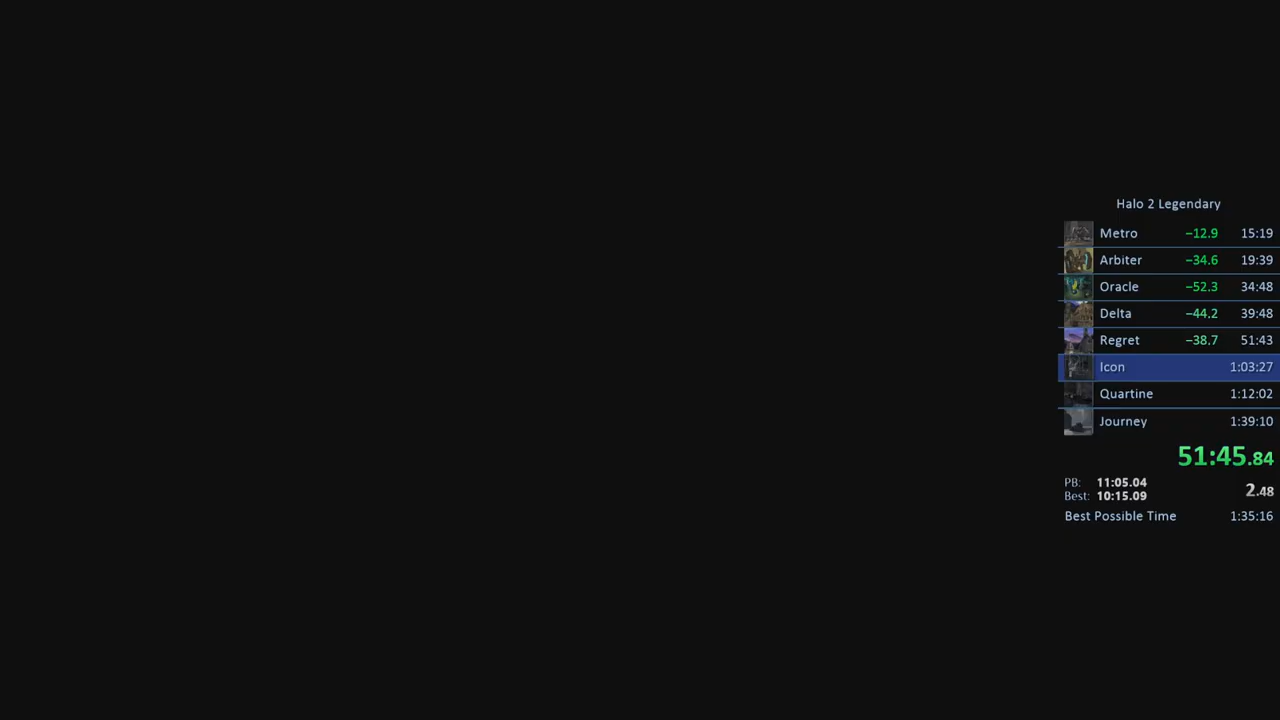 Halo 2 Legendary
Metro −12.9 15:19
Arbiter −34.6 19:39
Oracle −52.3 34:48
Delta −44.2 39:48
Regret −38.7 51:43
Icon 1:03:27
Quartine 1:12:02
Journey 1:39:10
51:45.84
PB: 11:05.04
Best: 10:15.09 2.48
Best Possible Time 1:35:16